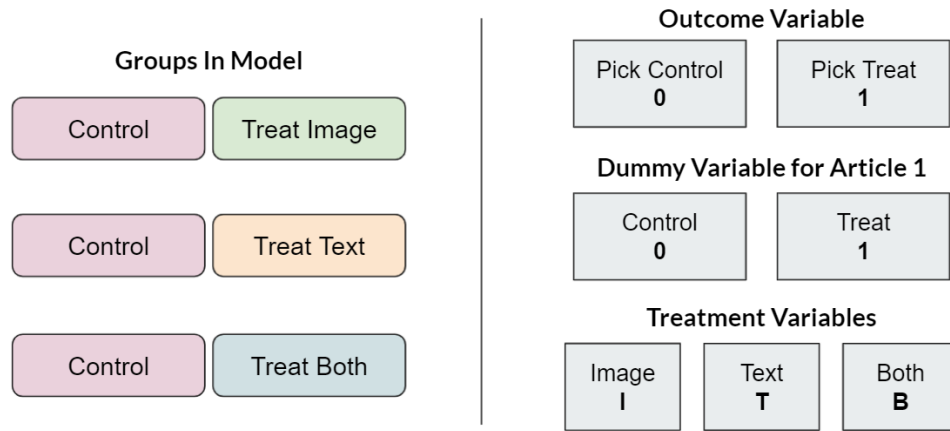 Groups In Model
Control
Treat Image
Control
Treat Text
Control
Treat Both
Outcome Variable
Pick Control
0
Pick Treat
1
Dummy Variable for Article 1
Control
0
Treat
1
Treatment Variables
Image
I
Text
T
Both
B